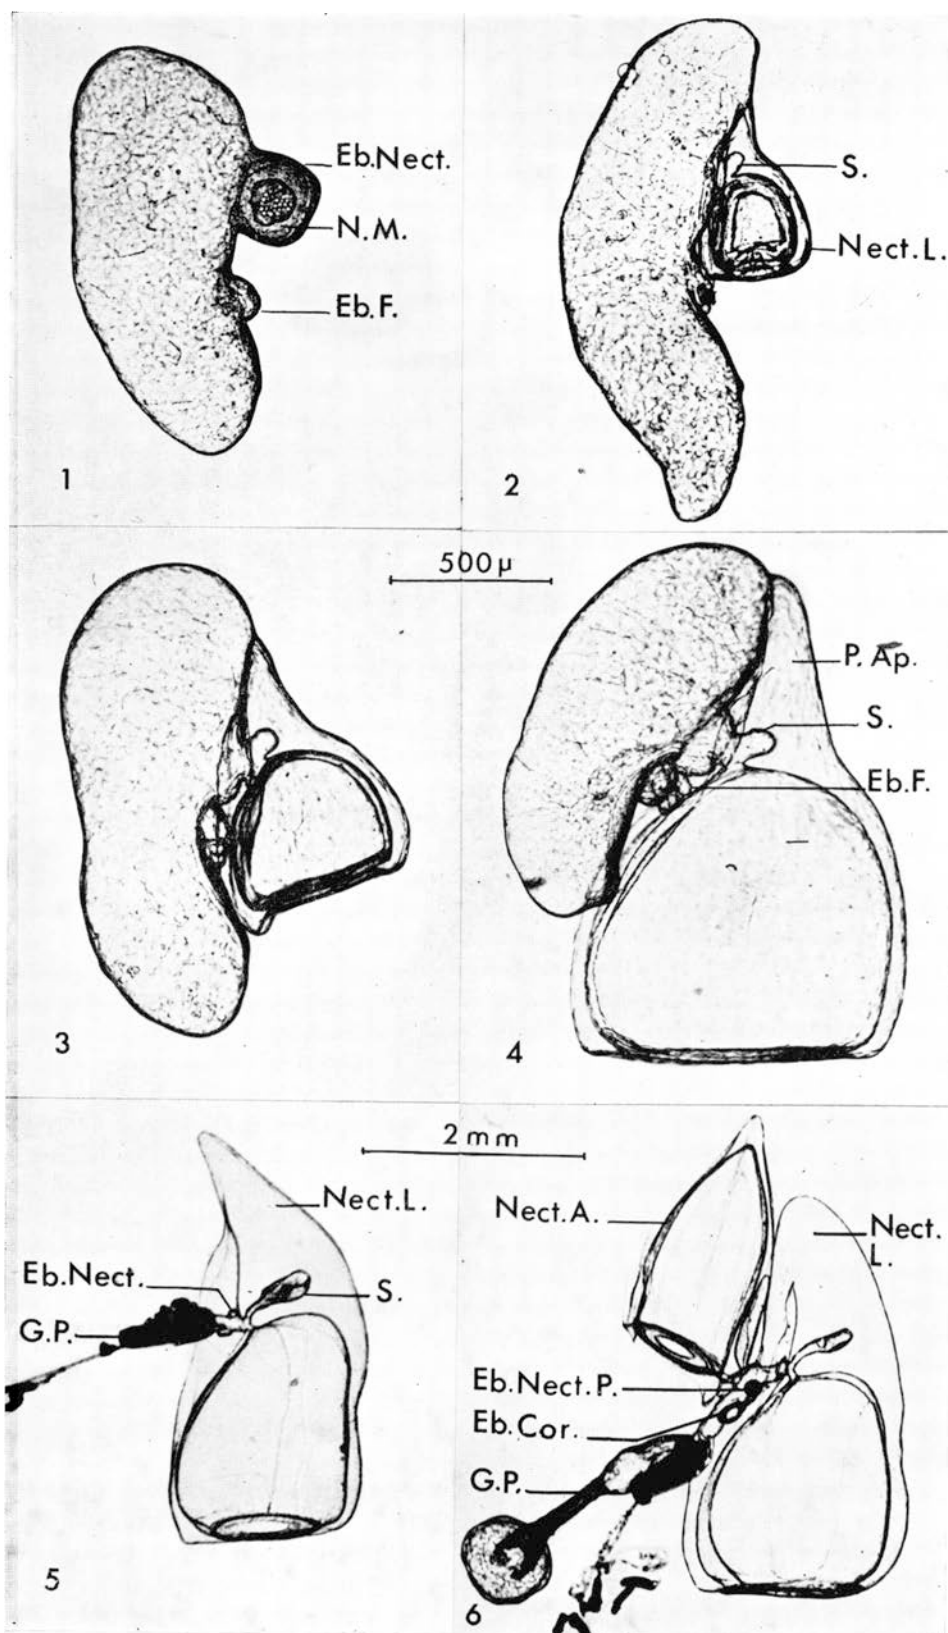 Eb.Nect.
N.M.
Eb.F.
1
S.
Nect.L.
2
500μ
3
P.Ap.
S.
Eb.F.
4
2mm
Nect.L.
Eb.Nect.
S.
G.P.
5
Nect.A.
Nect.
L.
Eb.Nect.P.
Eb.Cor.
G.P.
6